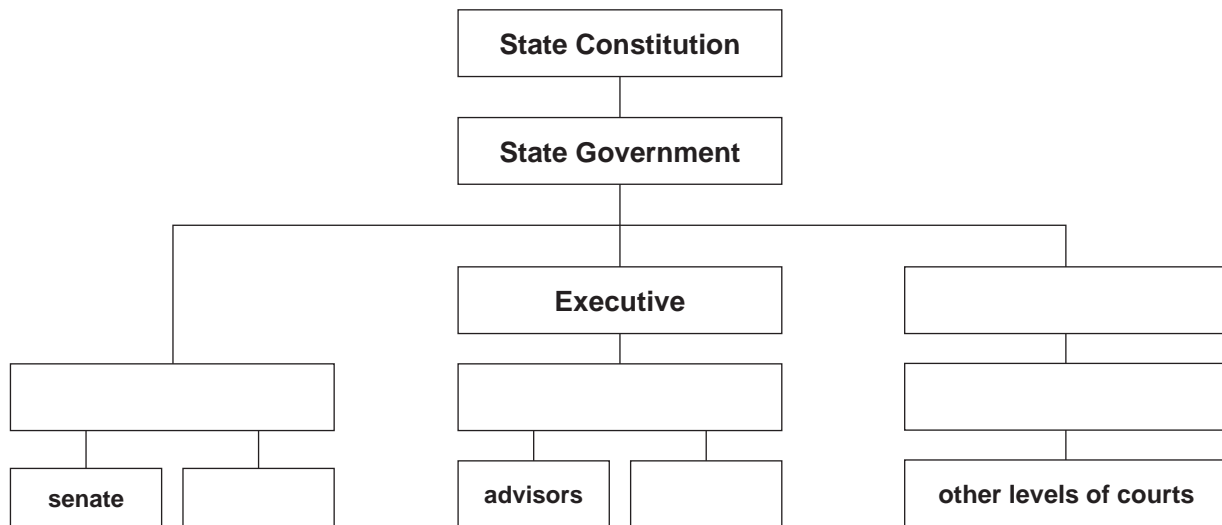 State Constitution
State Government
Executive
senate
advisors
other levels of courts